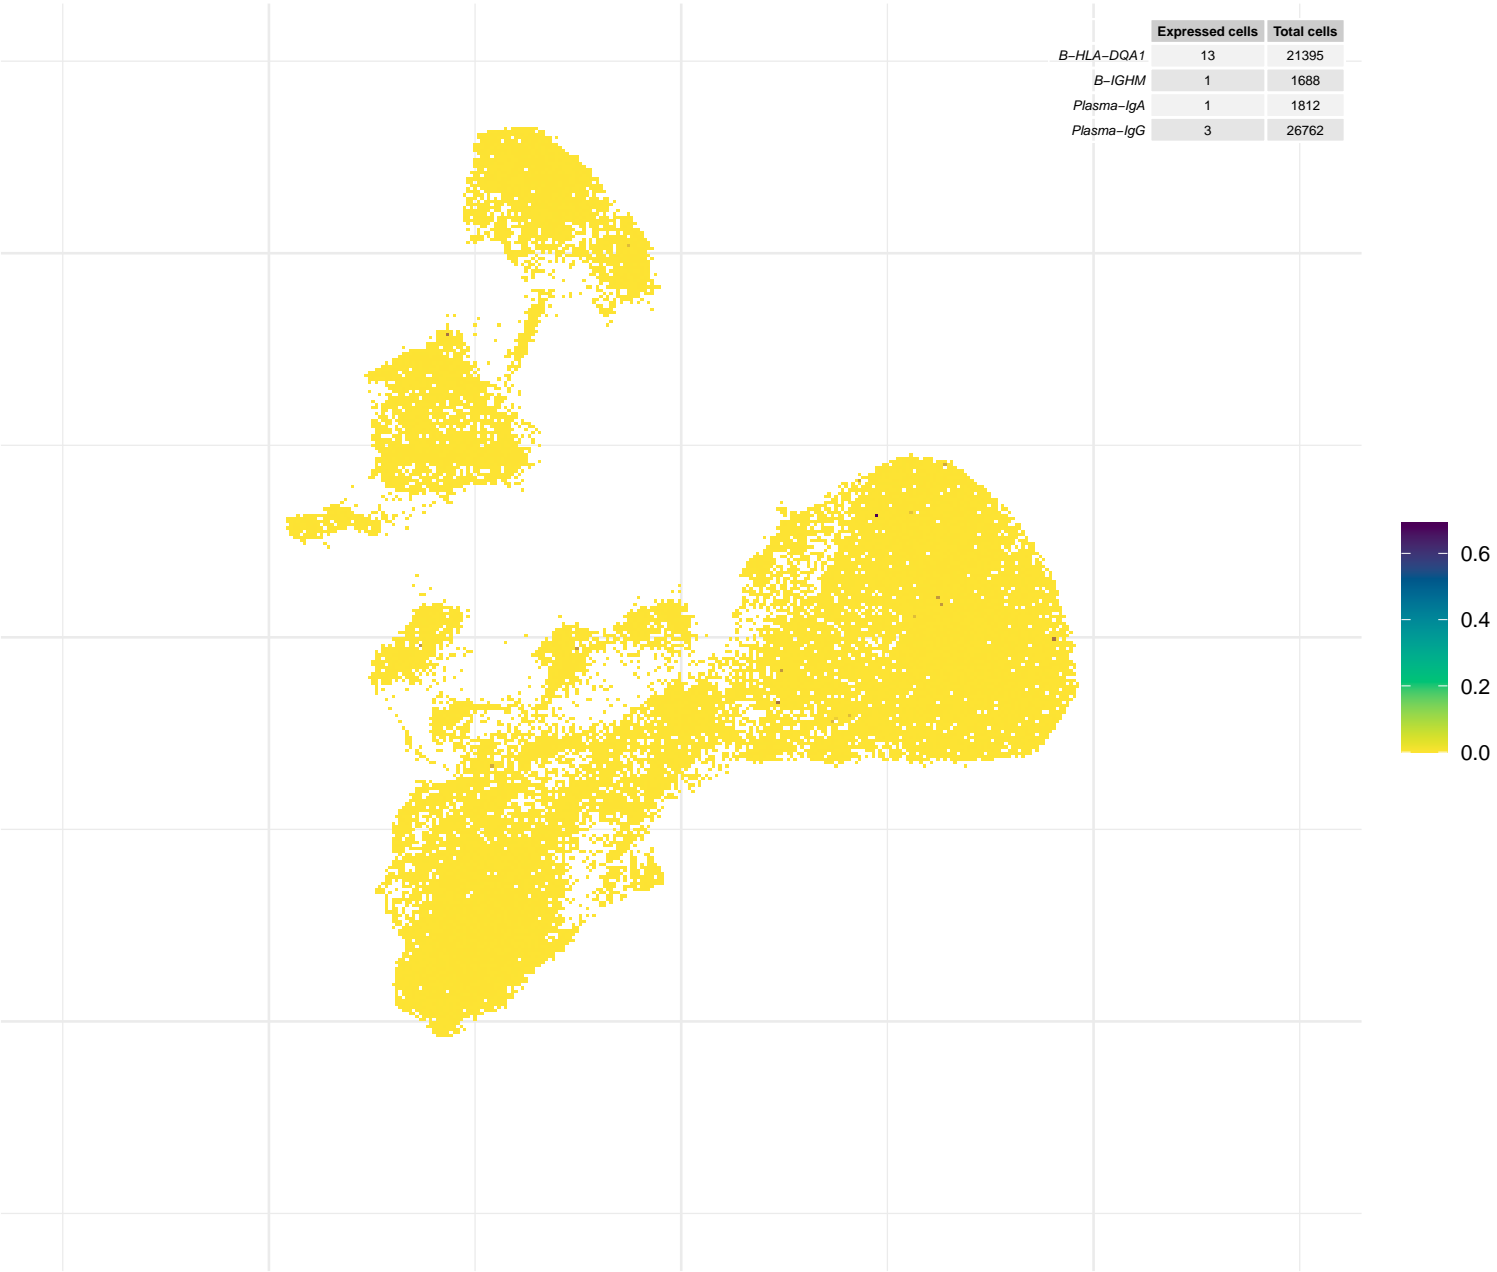 Expressed cells Total cells
B−HLA−DQA1 13 21395
B−IGHM 1 1688
Plasma−IgA 1 1812
Plasma−IgG 3 26762
0.6
0.4
0.2
0.0